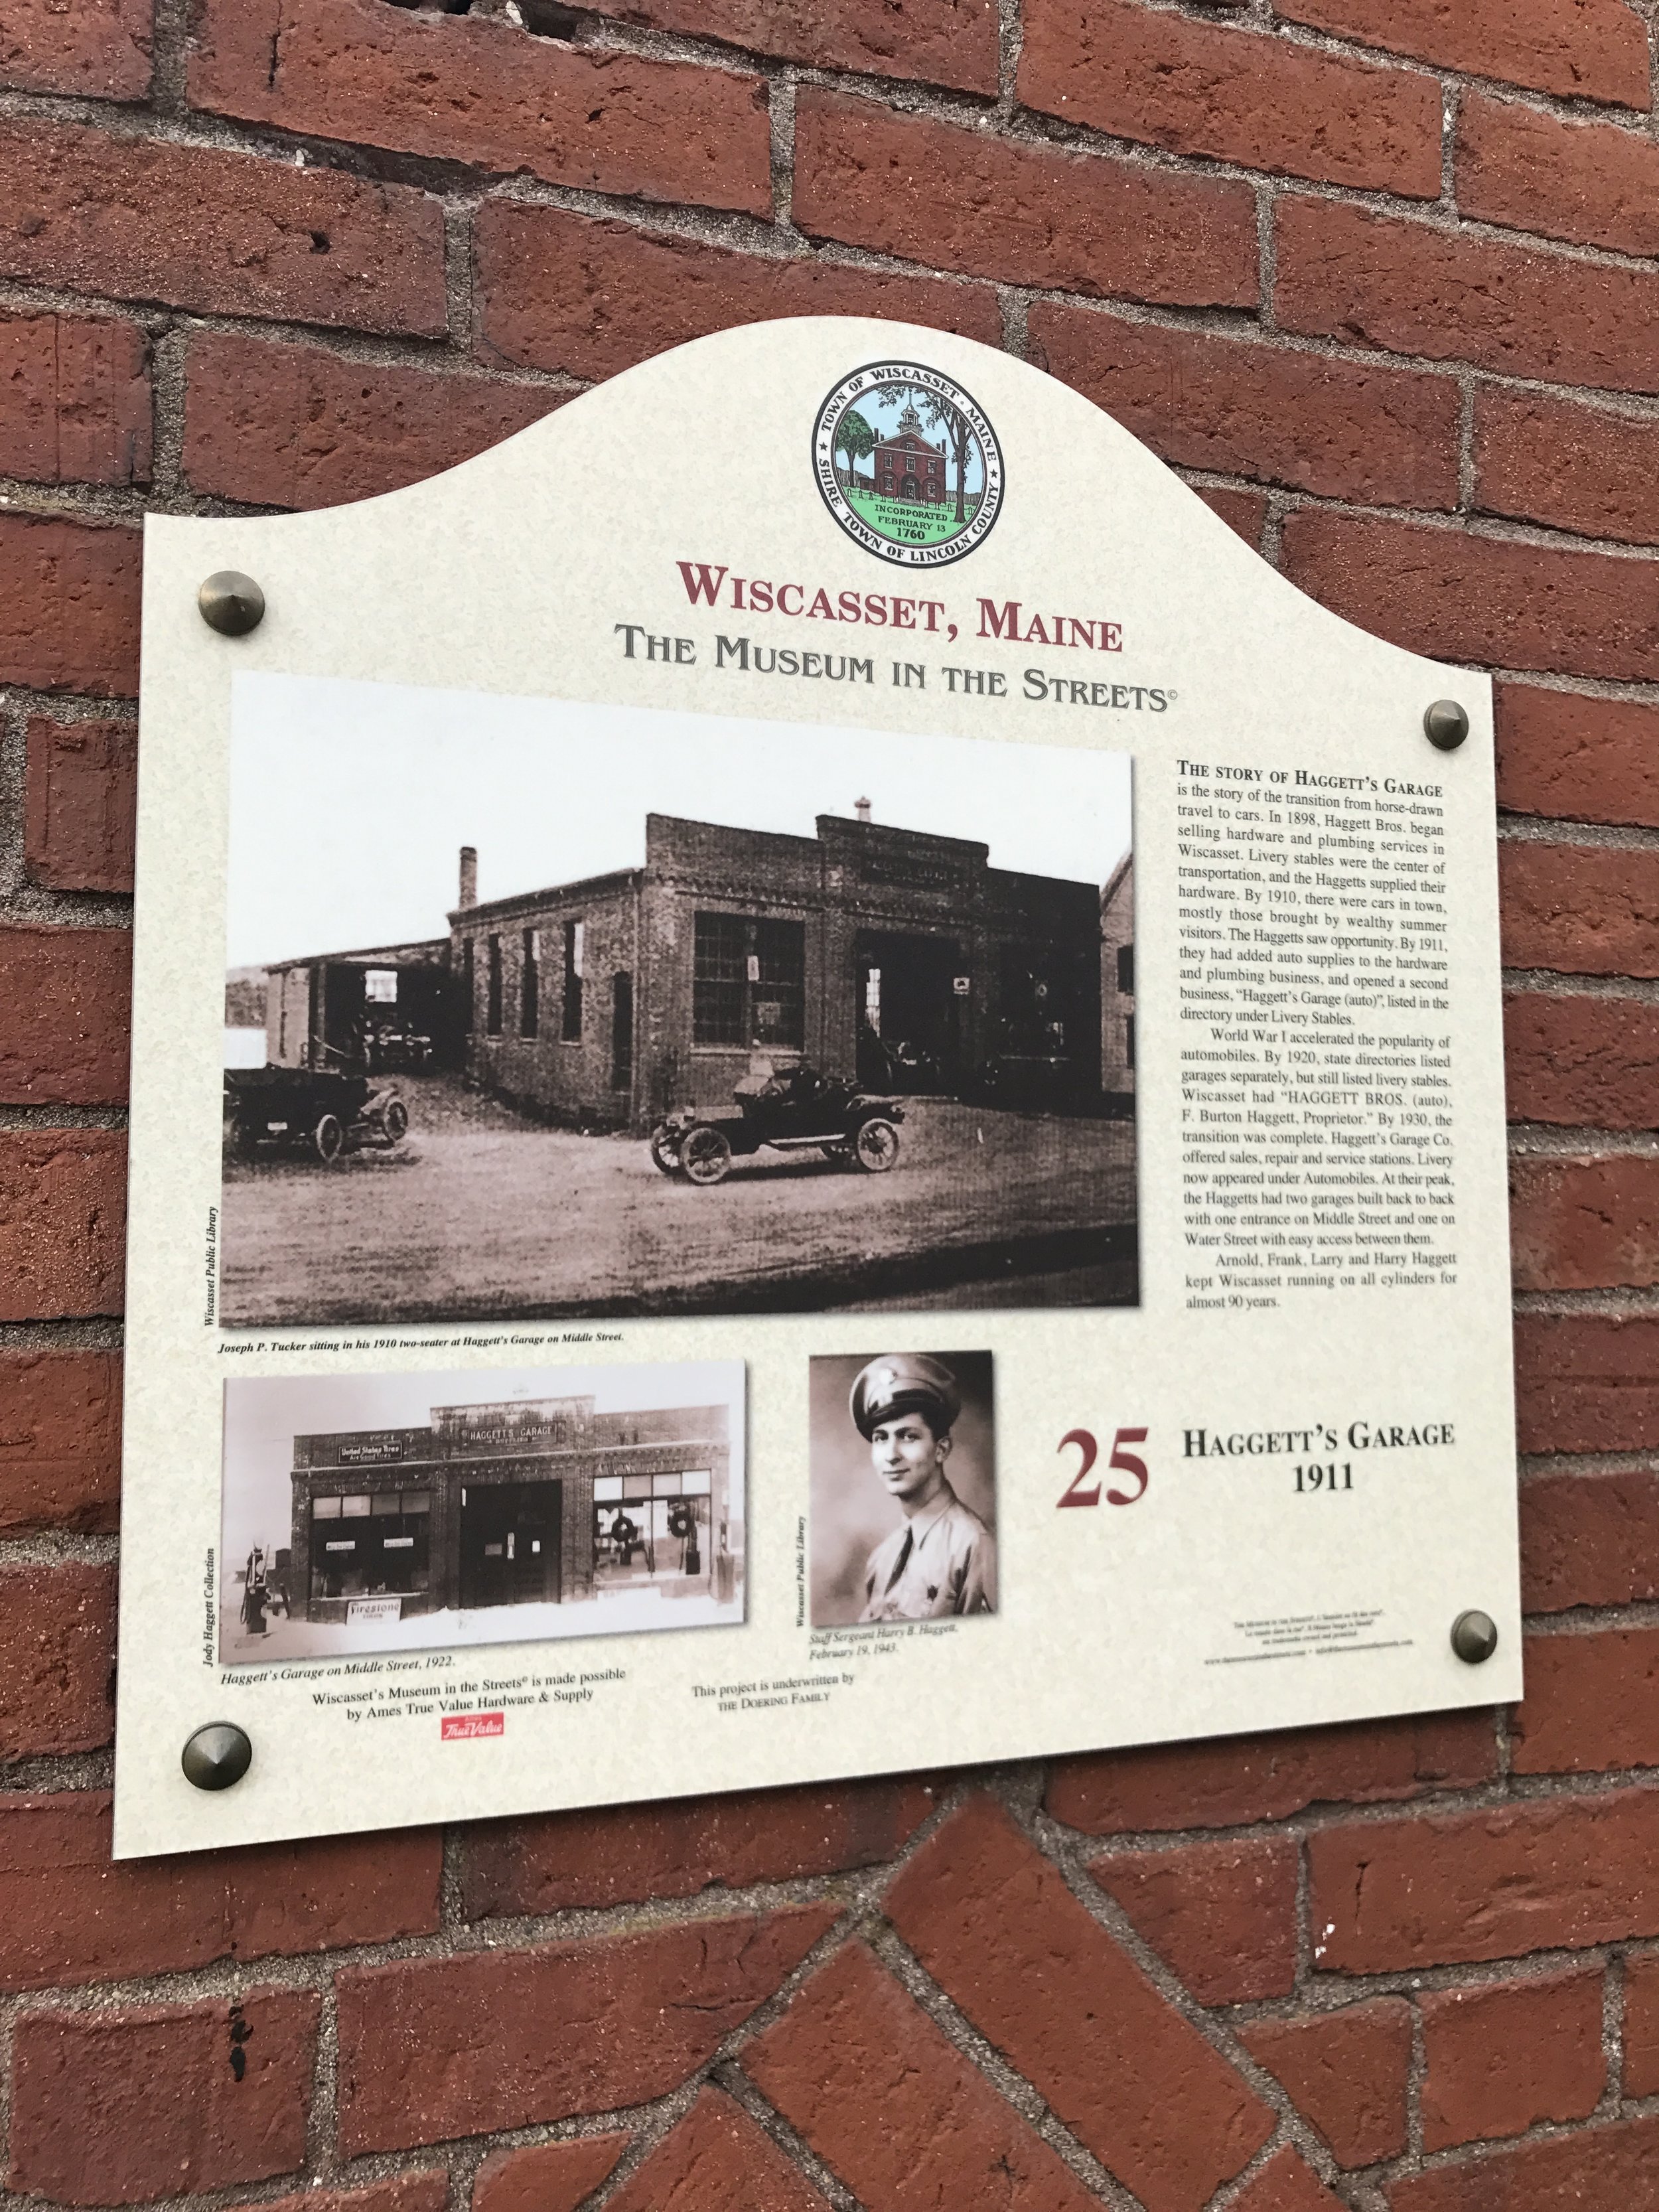 TOWN OF WISCASSET · MAINE
SHIRE TOWN OF LINCOLN COUNTY
INCORPORATED
FEBRUARY 13
1760
WISCASSET, MAINE
THE MUSEUM IN THE STREETS©
THE STORY OF HAGGETT'S GARAGE
is the story of the transition from horse-drawn
travel to cars. In 1898, Haggett Bros. began
selling hardware and plumbing services in
Wiscasset. Livery stables were the center of
transportation, and the Haggetts supplied their
hardware. By 1910, there were cars in town,
mostly those brought by wealthy summer
visitors. The Haggetts saw opportunity. By 1911,
they had added auto supplies to the hardware
and plumbing business, and opened a second
business, “Haggett's Garage (auto)”, listed in the
directory under Livery Stables.
World War I accelerated the popularity of
automobiles. By 1920, state directories listed
garages separately, but still listed livery stables.
Wiscasset had “HAGGETT BROS. (auto),
F. Burton Haggett, Proprietor.” By 1930, the
transition was complete. Haggett's Garage Co.
offered sales, repair and service stations. Livery
now appeared under Automobiles. At their peak,
the Haggetts had two garages built back to back
with one entrance on Middle Street and one on
Water Street with easy access between them.
Arnold, Frank, Larry and Harry Haggett
kept Wiscasset running on all cylinders for
almost 90 years.
Wiscasset Public Library
Joseph P. Tucker sitting in his 1910 two-seater at Haggett's Garage on Middle Street.
United States Tires
Are Good Tires
HAGGETT'S GARAGE
Firestone
Jody Haggett Collection
Haggett's Garage on Middle Street, 1922.
Wiscasset Public Library
Staff Sergeant Harry B. Haggett,
February 19, 1943.
25
HAGGETT'S GARAGE
1911
Wiscasset's Museum in the Streets© is made possible
by Ames True Value Hardware & Supply
True Value
This project is underwritten by
THE DOERING FAMILY